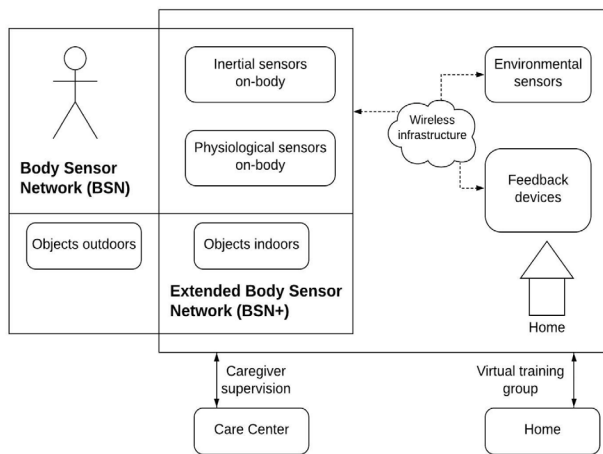 Inertial sensors
on-body
Environmental
sensors
Wireless
infrastructure
Physiological sensors
on-body
Body Sensor
Network (BSN)
Feedback
devices
Objects outdoors
Objects indoors
Extended Body Sensor
Network (BSN+)
Home
Caregiver
supervision
Virtual training
group
Care Center
Home